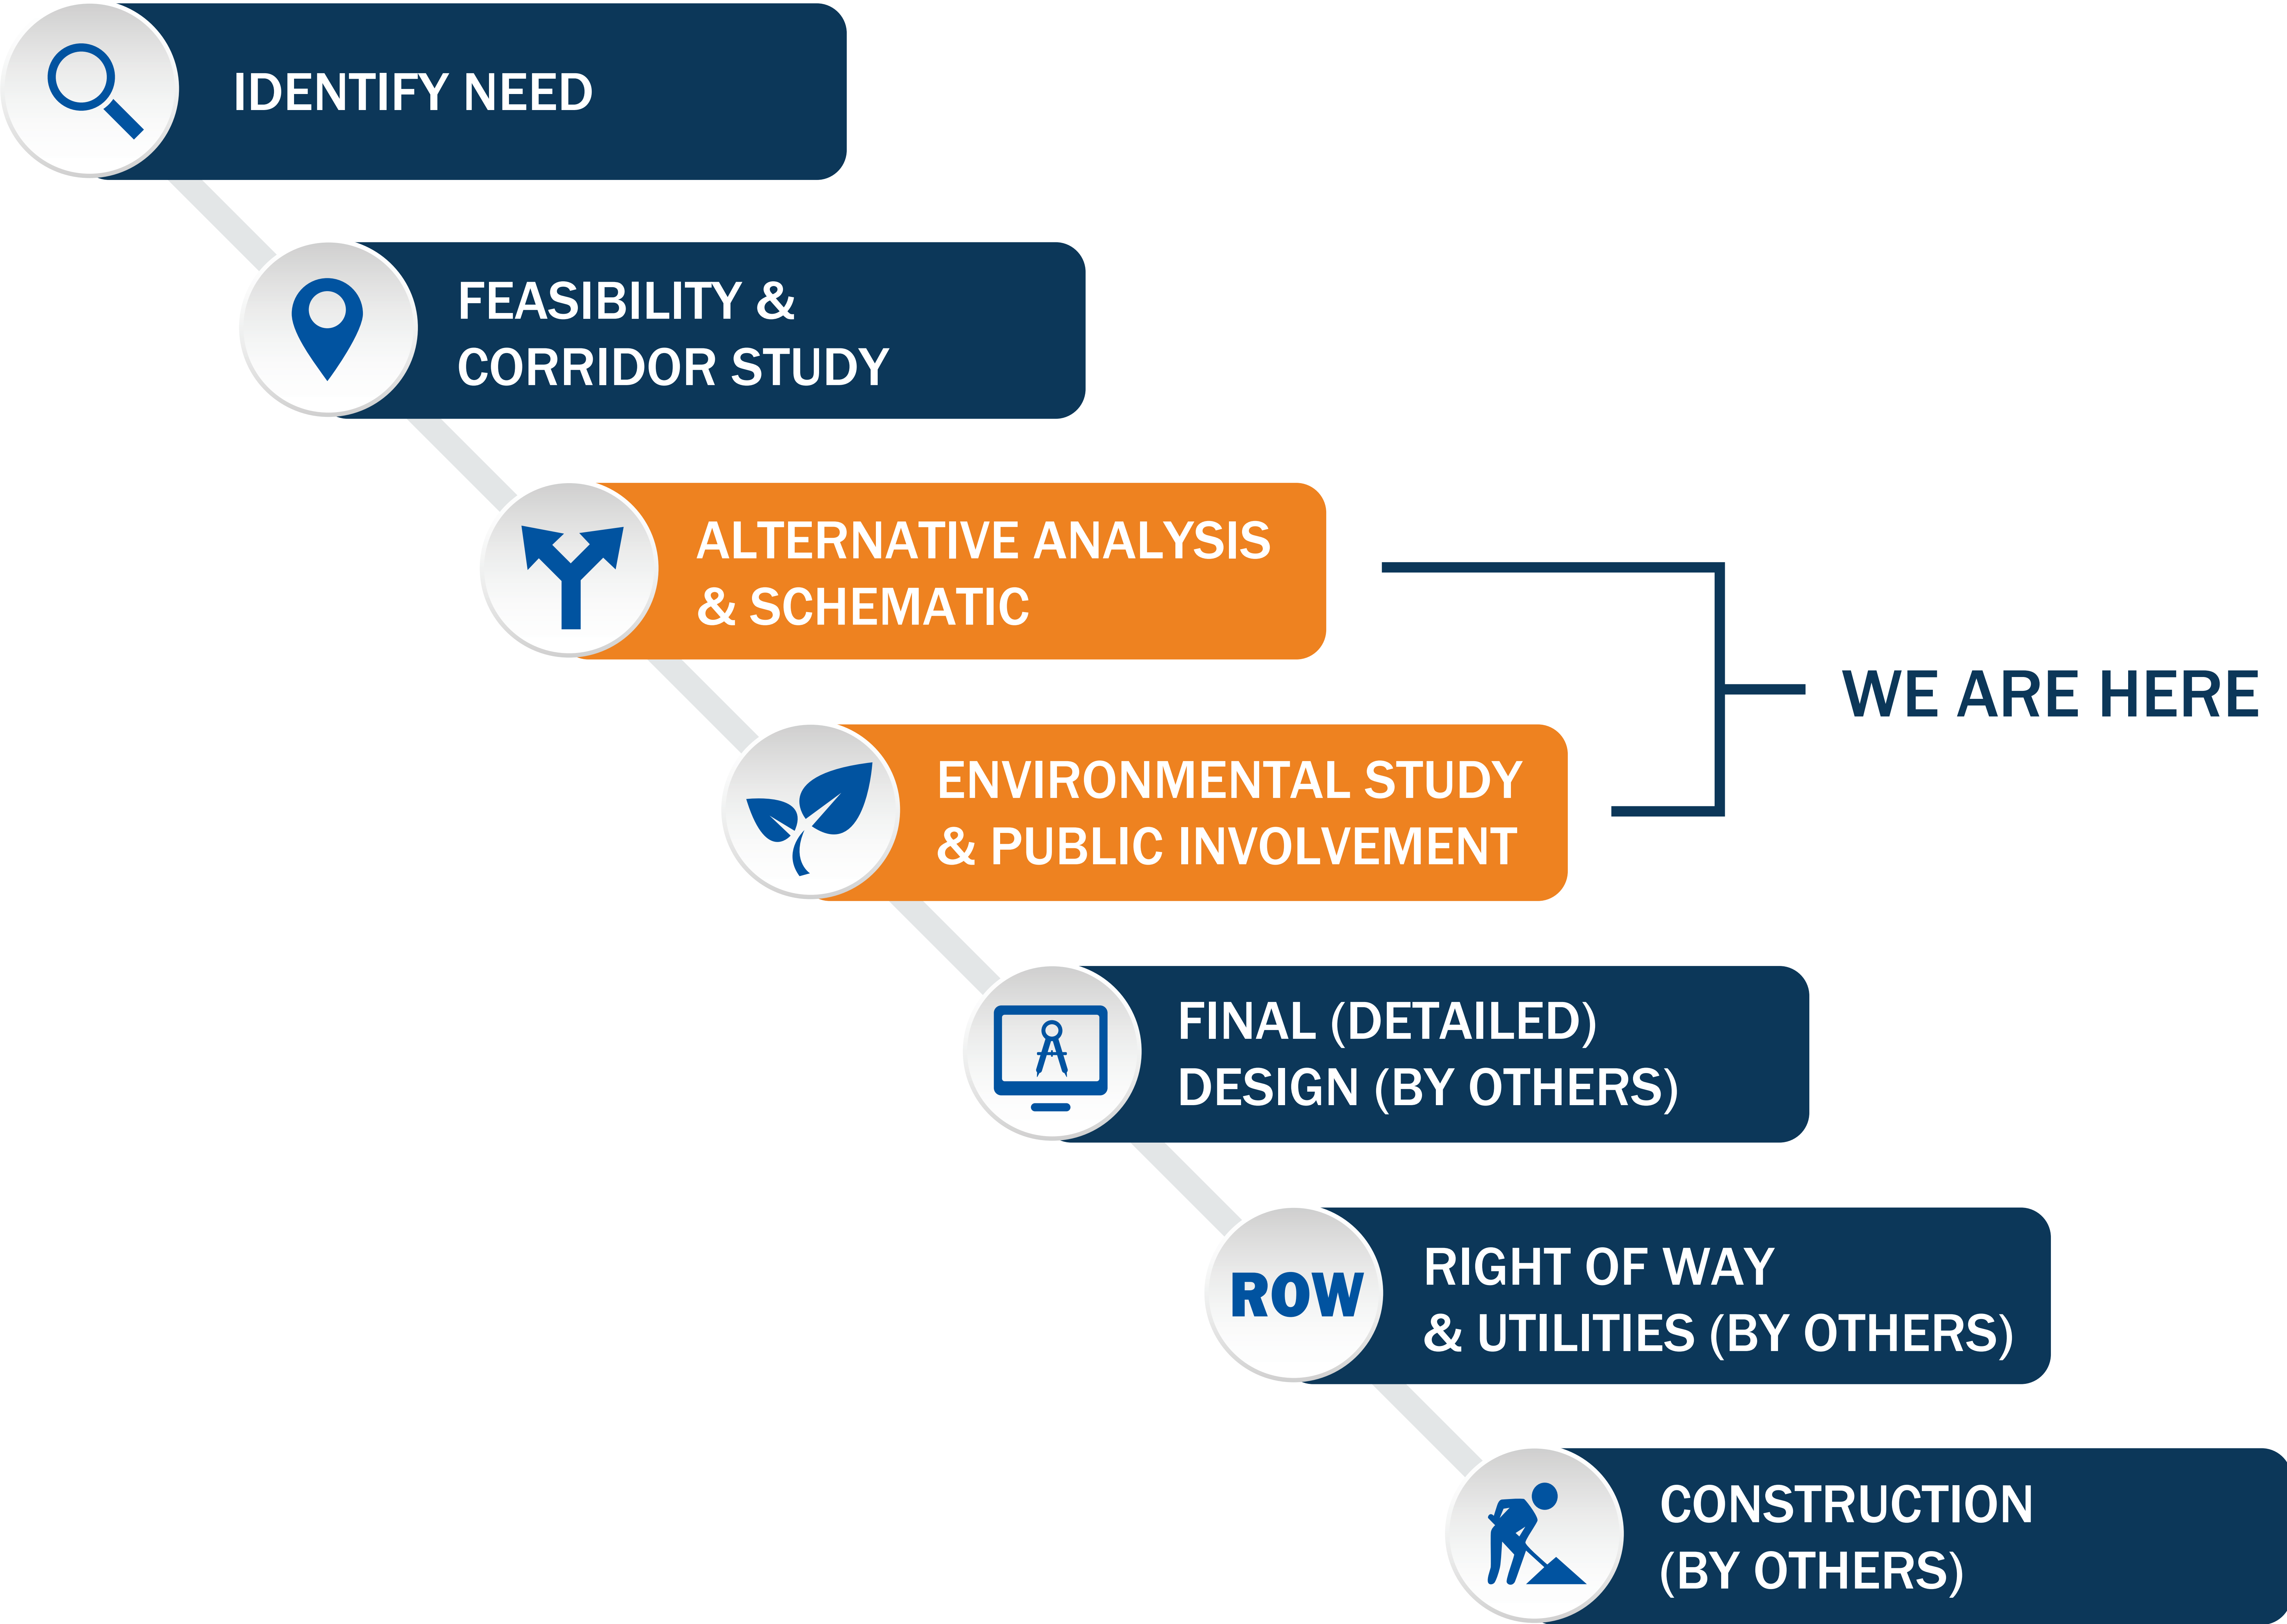 IDENTIFY NEED
FEASIBILITY &
CORRIDOR STUDY
ALTERNATIVE ANALYSIS
& SCHEMATIC
WE ARE HERE
ENVIRONMENTAL STUDY
& PUBLIC INVOLVEMENT
FINAL (DETAILED)
DESIGN (BY OTHERS)
ROW
RIGHT OF WAY
& UTILITIES (BY OTHERS)
CONSTRUCTION
(BY OTHERS)